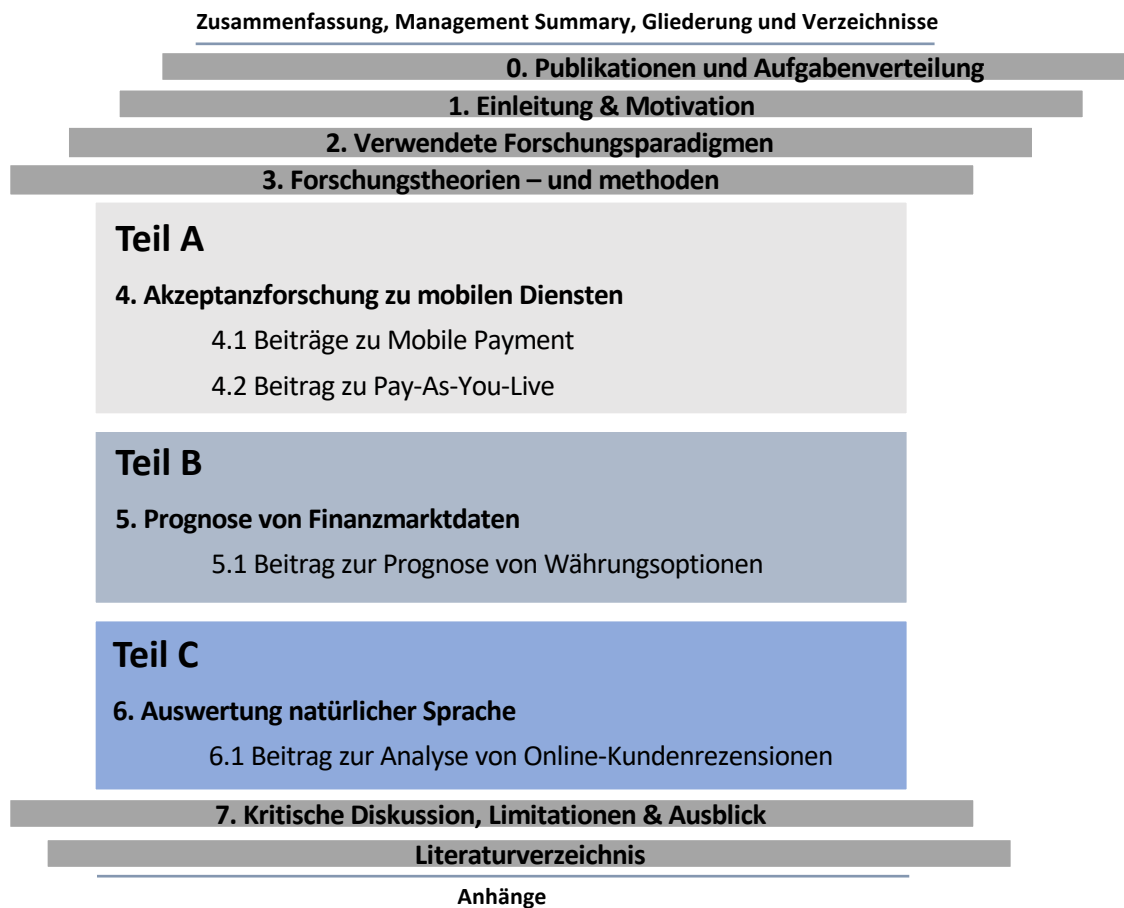 Zusammenfassung, Management Summary, Gliederung und Verzeichnisse
0. Publikationen und Aufgabenverteilung
1. Einleitung & Motivation
2. Verwendete Forschungsparadigmen
3. Forschungstheorien – und methoden
Teil A
4. Akzeptanzforschung zu mobilen Diensten
4.1 Beiträge zu Mobile Payment
4.2 Beitrag zu Pay-As-You-Live
Teil B
5. Prognose von Finanzmarktdaten
5.1 Beitrag zur Prognose von Währungsoptionen
Teil C
6. Auswertung natürlicher Sprache
6.1 Beitrag zur Analyse von Online-Kundenrezensionen
7. Kritische Diskussion, Limitationen & Ausblick
Literaturverzeichnis
Anhänge